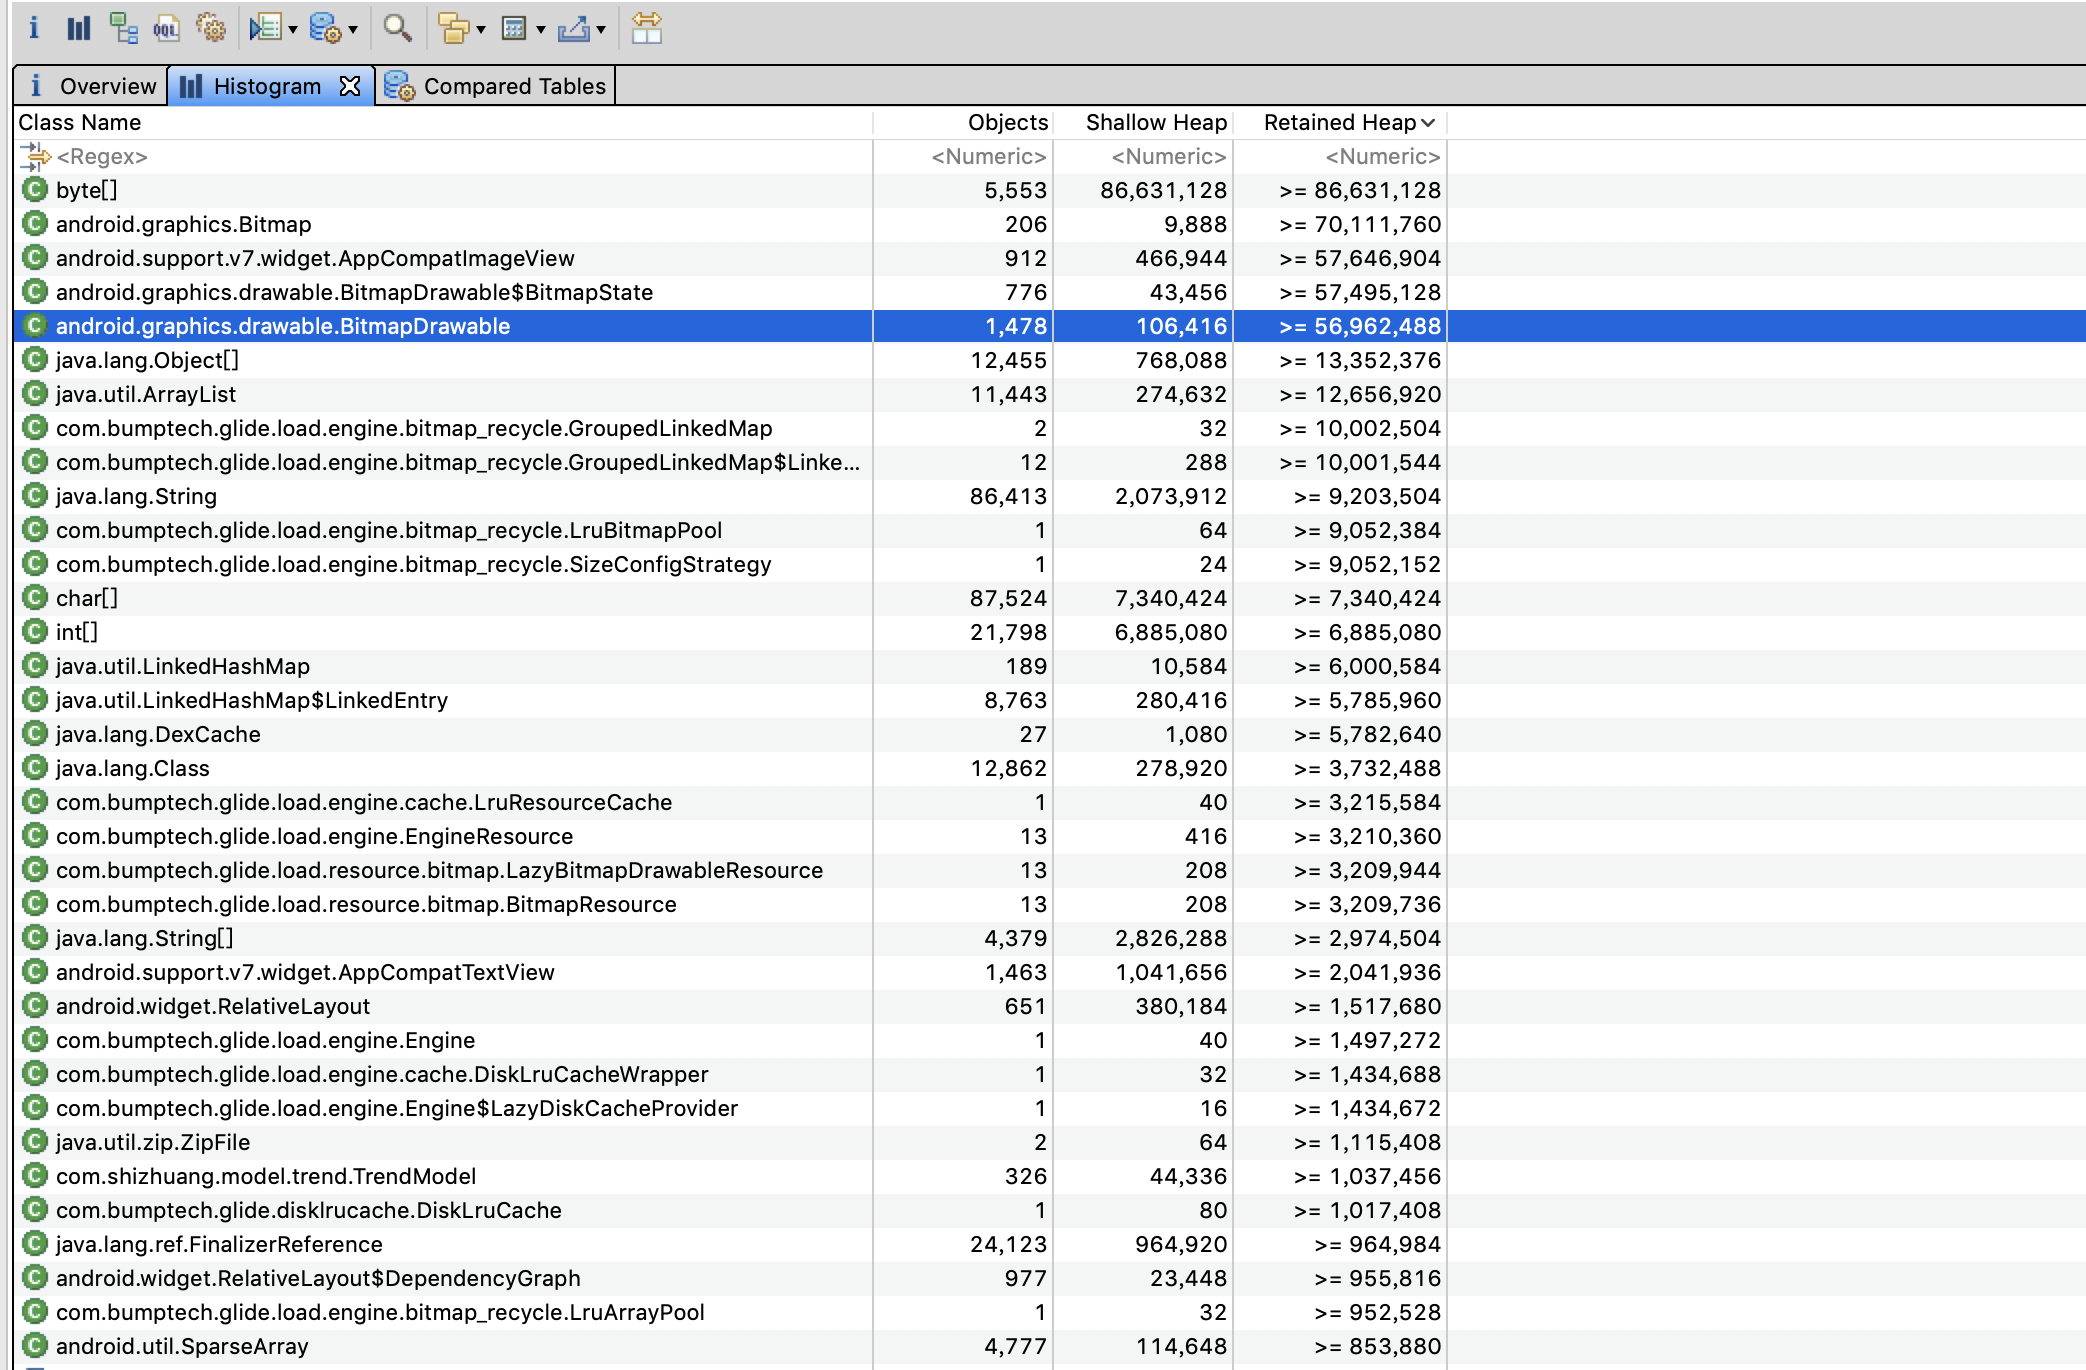 Overview Histogram Compared Tables
Class Name Objects Shallow Heap Retained Heap
<Regex> <Numeric> <Numeric> <Numeric>
byte[] 5,553 86,631,128 >= 86,631,128
android.graphics.Bitmap 206 9,888 >= 70,111,760
android.support.v7.widget.AppCompatImageView 912 466,944 >= 57,646,904
android.graphics.drawable.BitmapDrawable$BitmapState 776 43,456 >= 57,495,128
android.graphics.drawable.BitmapDrawable 1,478 106,416 >= 56,962,488
java.lang.Object[] 12,455 768,088 >= 13,352,376
java.util.ArrayList 11,443 274,632 >= 12,656,920
com.bumptech.glide.load.engine.bitmap_recycle.GroupedLinkedMap 2 32 >= 10,002,504
com.bumptech.glide.load.engine.bitmap_recycle.GroupedLinkedMap$Linke... 12 288 >= 10,001,544
java.lang.String 86,413 2,073,912 >= 9,203,504
com.bumptech.glide.load.engine.bitmap_recycle.LruBitmapPool 1 64 >= 9,052,384
com.bumptech.glide.load.engine.bitmap_recycle.SizeConfigStrategy 1 24 >= 9,052,152
char[] 87,524 7,340,424 >= 7,340,424
int[] 21,798 6,885,080 >= 6,885,080
java.util.LinkedHashMap 189 10,584 >= 6,000,584
java.util.LinkedHashMap$LinkedEntry 8,763 280,416 >= 5,785,960
java.lang.DexCache 27 1,080 >= 5,782,640
java.lang.Class 12,862 278,920 >= 3,732,488
com.bumptech.glide.load.engine.cache.LruResourceCache 1 40 >= 3,215,584
com.bumptech.glide.load.engine.EngineResource 13 416 >= 3,210,360
com.bumptech.glide.load.resource.bitmap.LazyBitmapDrawableResource 13 208 >= 3,209,944
com.bumptech.glide.load.resource.bitmap.BitmapResource 13 208 >= 3,209,736
java.lang.String[] 4,379 2,826,288 >= 2,974,504
android.support.v7.widget.AppCompatTextView 1,463 1,041,656 >= 2,041,936
android.widget.RelativeLayout 651 380,184 >= 1,517,680
com.bumptech.glide.load.engine.Engine 1 40 >= 1,497,272
com.bumptech.glide.load.engine.cache.DiskLruCacheWrapper 1 32 >= 1,434,688
com.bumptech.glide.load.engine.Engine$LazyDiskCacheProvider 1 16 >= 1,434,672
java.util.zip.ZipFile 2 64 >= 1,115,408
com.shizhuang.model.trend.TrendModel 326 44,336 >= 1,037,456
com.bumptech.glide.disklrucache.DiskLruCache 1 80 >= 1,017,408
java.lang.ref.FinalizerReference 24,123 964,920 >= 964,984
android.widget.RelativeLayout$DependencyGraph 977 23,448 >= 955,816
com.bumptech.glide.load.engine.bitmap_recycle.LruArrayPool 1 32 >= 952,528
android.util.SparseArray 4,777 114,648 >= 853,880